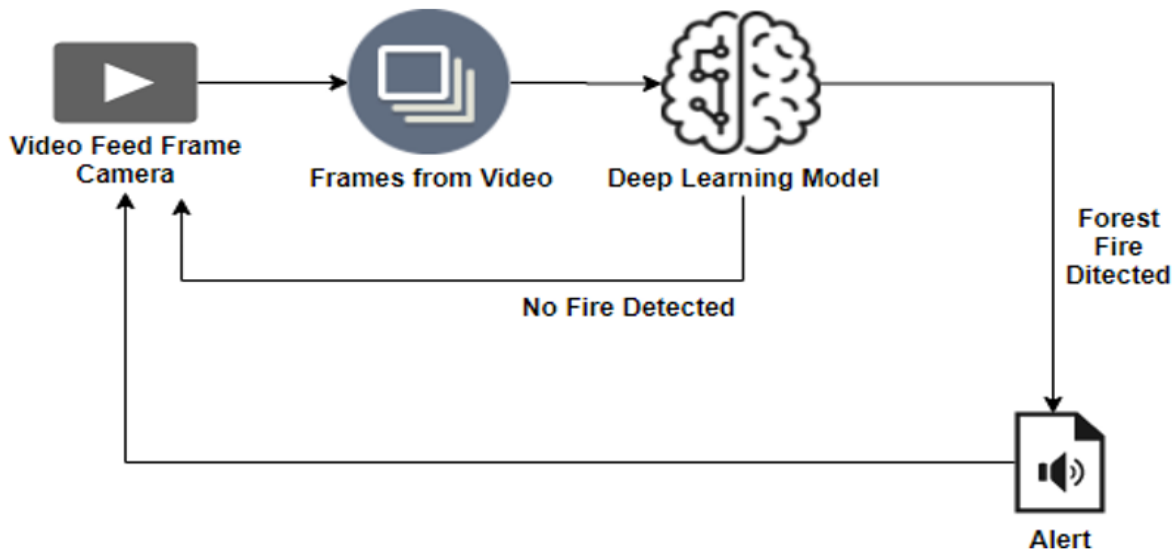 Video Feed Frame
Camera
Frames from Video
Deep Learning Model
Forest
Fire
Ditected
No Fire Detected
Alert